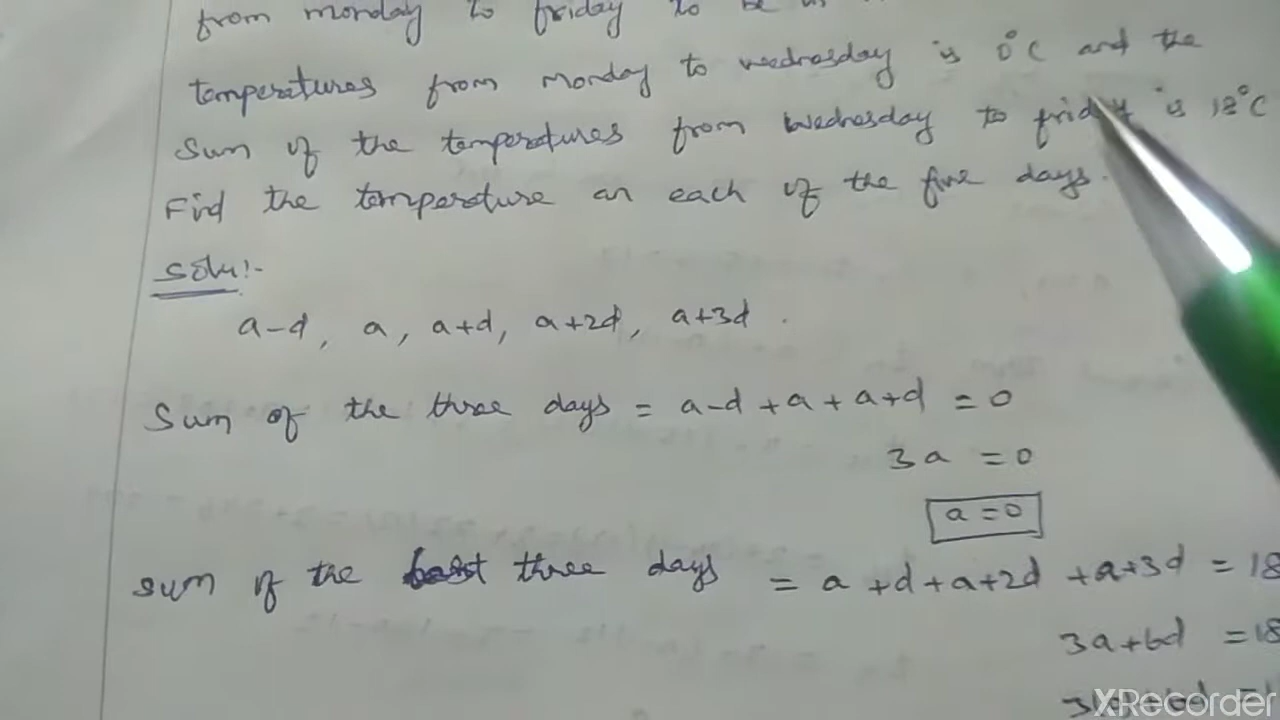 from monday to friday to be
temperatures from monday to wednesday is 0°C and the
Sum of the temperatures from wednesday to friday is 18°C
Fid the temperature on each of the five days.
Solu:-
a-d, a, a+d, a+2d, a+3d.
Sum of the three days = a-d+a+a+d = 0
3a = 0
a=0
sum of the last three days = a+d+a+2d+a+3d = 18
3a+6d = 18
XRecorder